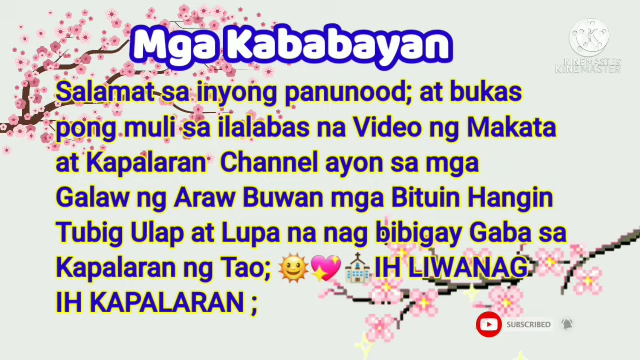 Mga Kababayan
KINEMASTER
KINEMASTER
Salamat sa inyong panunood; at bukas
pong muli sa ilalabas na Video ng Makata
at Kapalaran Channel ayon sa mga
Galaw ng Araw Buwan mga Bituin Hangin
Tubig Ulap at Lupa na nag bibigay Gaba sa
Kapalaran ng Tao; 🌞💖⛪IH LIWANAG
IH KAPALARAN ;
SUBSCRIBED